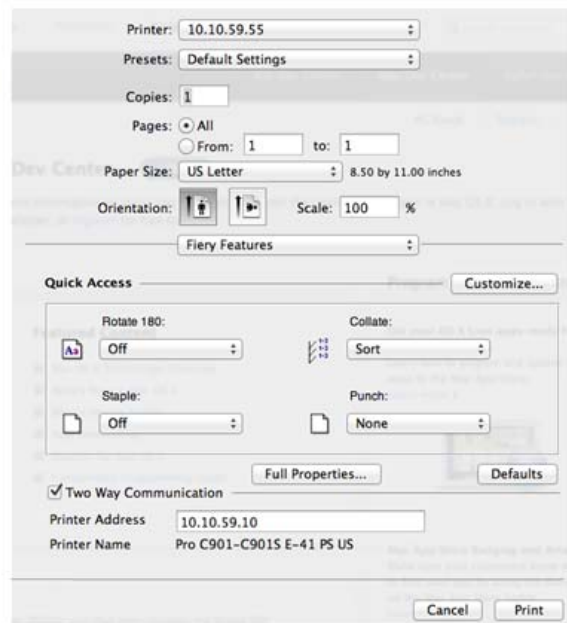 Printer: 10.10.59.55
Presets: Default Settings
Copies: 1
Pages: All
From: 1 to: 1
Paper Size: US Letter 8.50 by 11.00 inches
Orientation: Scale: 100 %
Fiery Features
Quick Access Customize...
Rotate 180: Collate:
Off Sort
Staple: Punch:
Off None
Full Properties... Defaults
Two Way Communication
Printer Address 10.10.59.10
Printer Name Pro C901-C901S E-41 PS US
Cancel Print
Dev Center
Featured Content